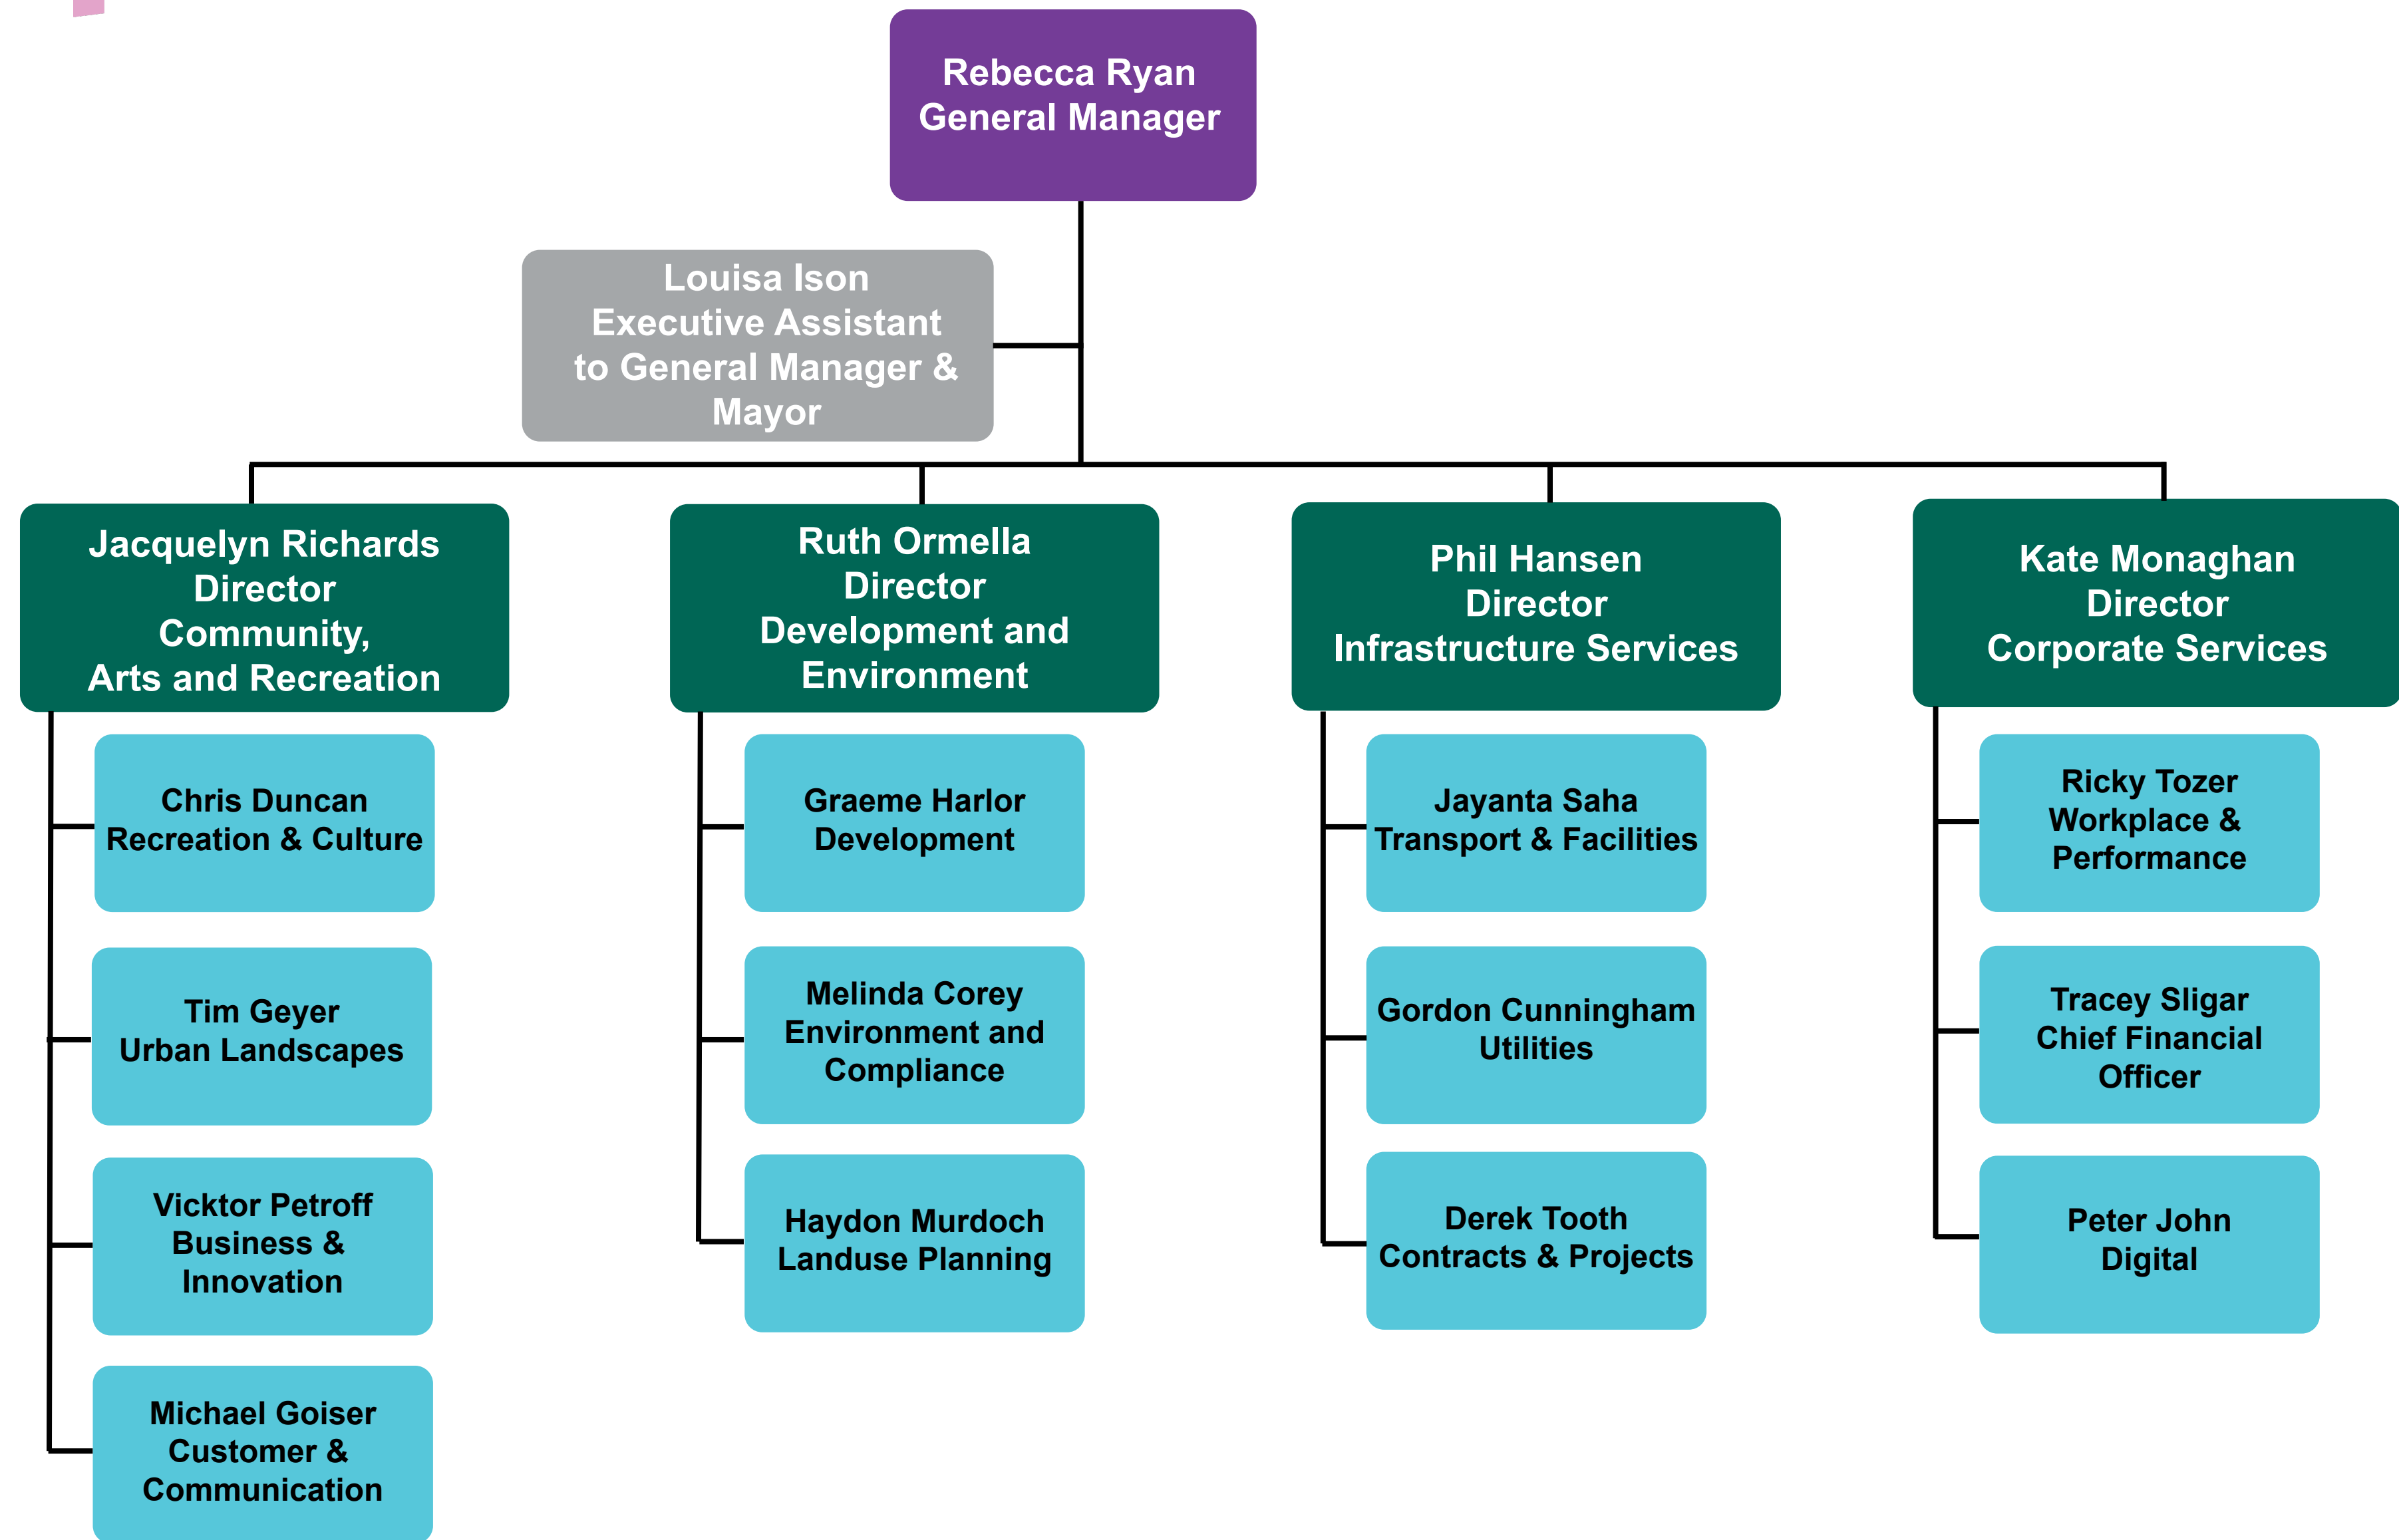 Rebecca Ryan
General Manager
Louisa Ison
Executive Assistant
to General Manager &
Mayor
Jacquelyn Richards
Director
Community,
Arts and Recreation
Ruth Ormella
Director
Development and
Environment
Phil Hansen
Director
Infrastructure Services
Kate Monaghan
Director
Corporate Services
Chris Duncan
Recreation & Culture
Tim Geyer
Urban Landscapes
Vicktor Petroff
Business &
Innovation
Michael Goiser
Customer &
Communication
Graeme Harlor
Development
Melinda Corey
Environment and
Compliance
Haydon Murdoch
Landuse Planning
Jayanta Saha
Transport & Facilities
Gordon Cunningham
Utilities
Derek Tooth
Contracts & Projects
Ricky Tozer
Workplace &
Performance
Tracey Sligar
Chief Financial
Officer
Peter John
Digital